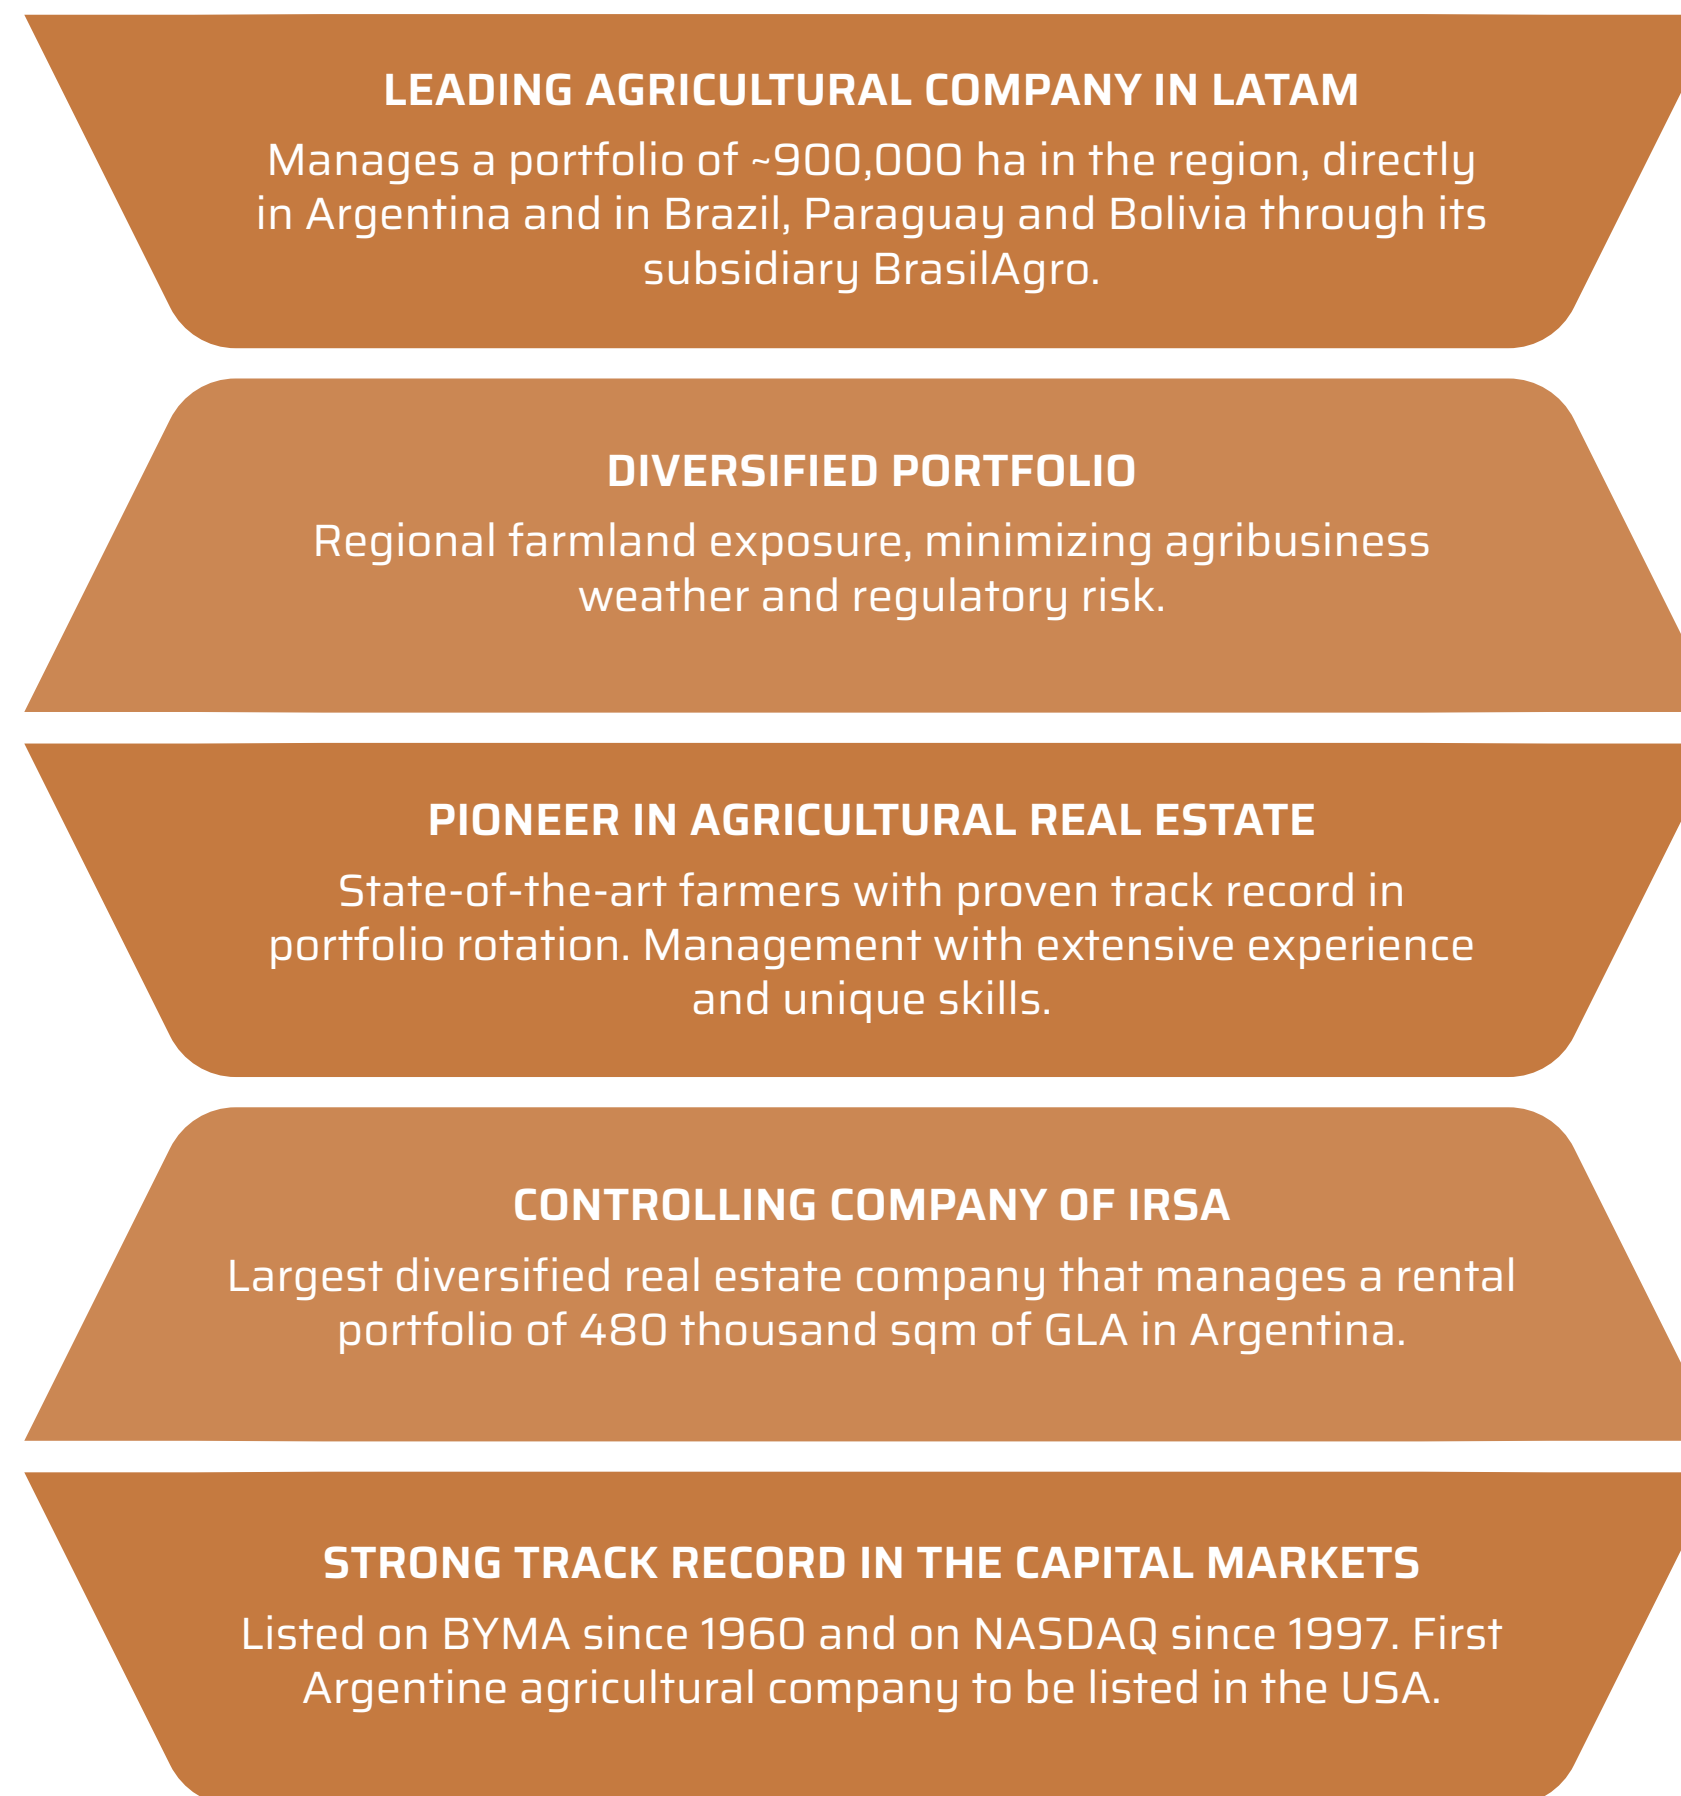 LEADING AGRICULTURAL COMPANY IN LATAM
Manages a portfolio of ~900,000 ha in the region, directly
in Argentina and in Brazil, Paraguay and Bolivia through its
subsidiary BrasilAgro.
DIVERSIFIED PORTFOLIO
Regional farmland exposure, minimizing agribusiness
weather and regulatory risk.
PIONEER IN AGRICULTURAL REAL ESTATE
State-of-the-art farmers with proven track record in
portfolio rotation. Management with extensive experience
and unique skills.
CONTROLLING COMPANY OF IRSA
Largest diversified real estate company that manages a rental
portfolio of 480 thousand sqm of GLA in Argentina.
STRONG TRACK RECORD IN THE CAPITAL MARKETS
Listed on BYMA since 1960 and on NASDAQ since 1997. First
Argentine agricultural company to be listed in the USA.